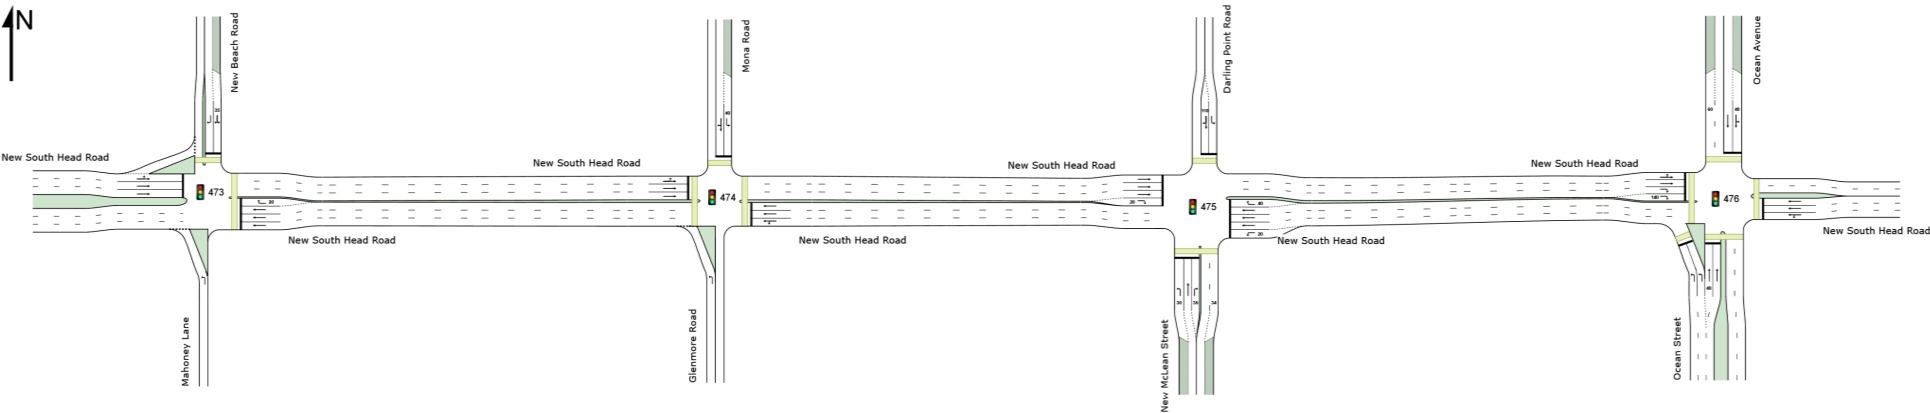 N
New Beach Road
Mona Road
Darling Point Road
Ocean Avenue
New South Head Road
New South Head Road
New South Head Road
New South Head Road
473
474
475
476
New South Head Road
New South Head Road
New South Head Road
New South Head Road
Mahoney Lane
Glenmore Road
New McLean Street
Ocean Street